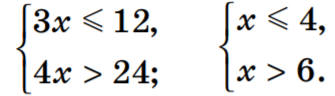 3x ⩽ 12, x ⩽ 4,
4x > 24; x > 6.